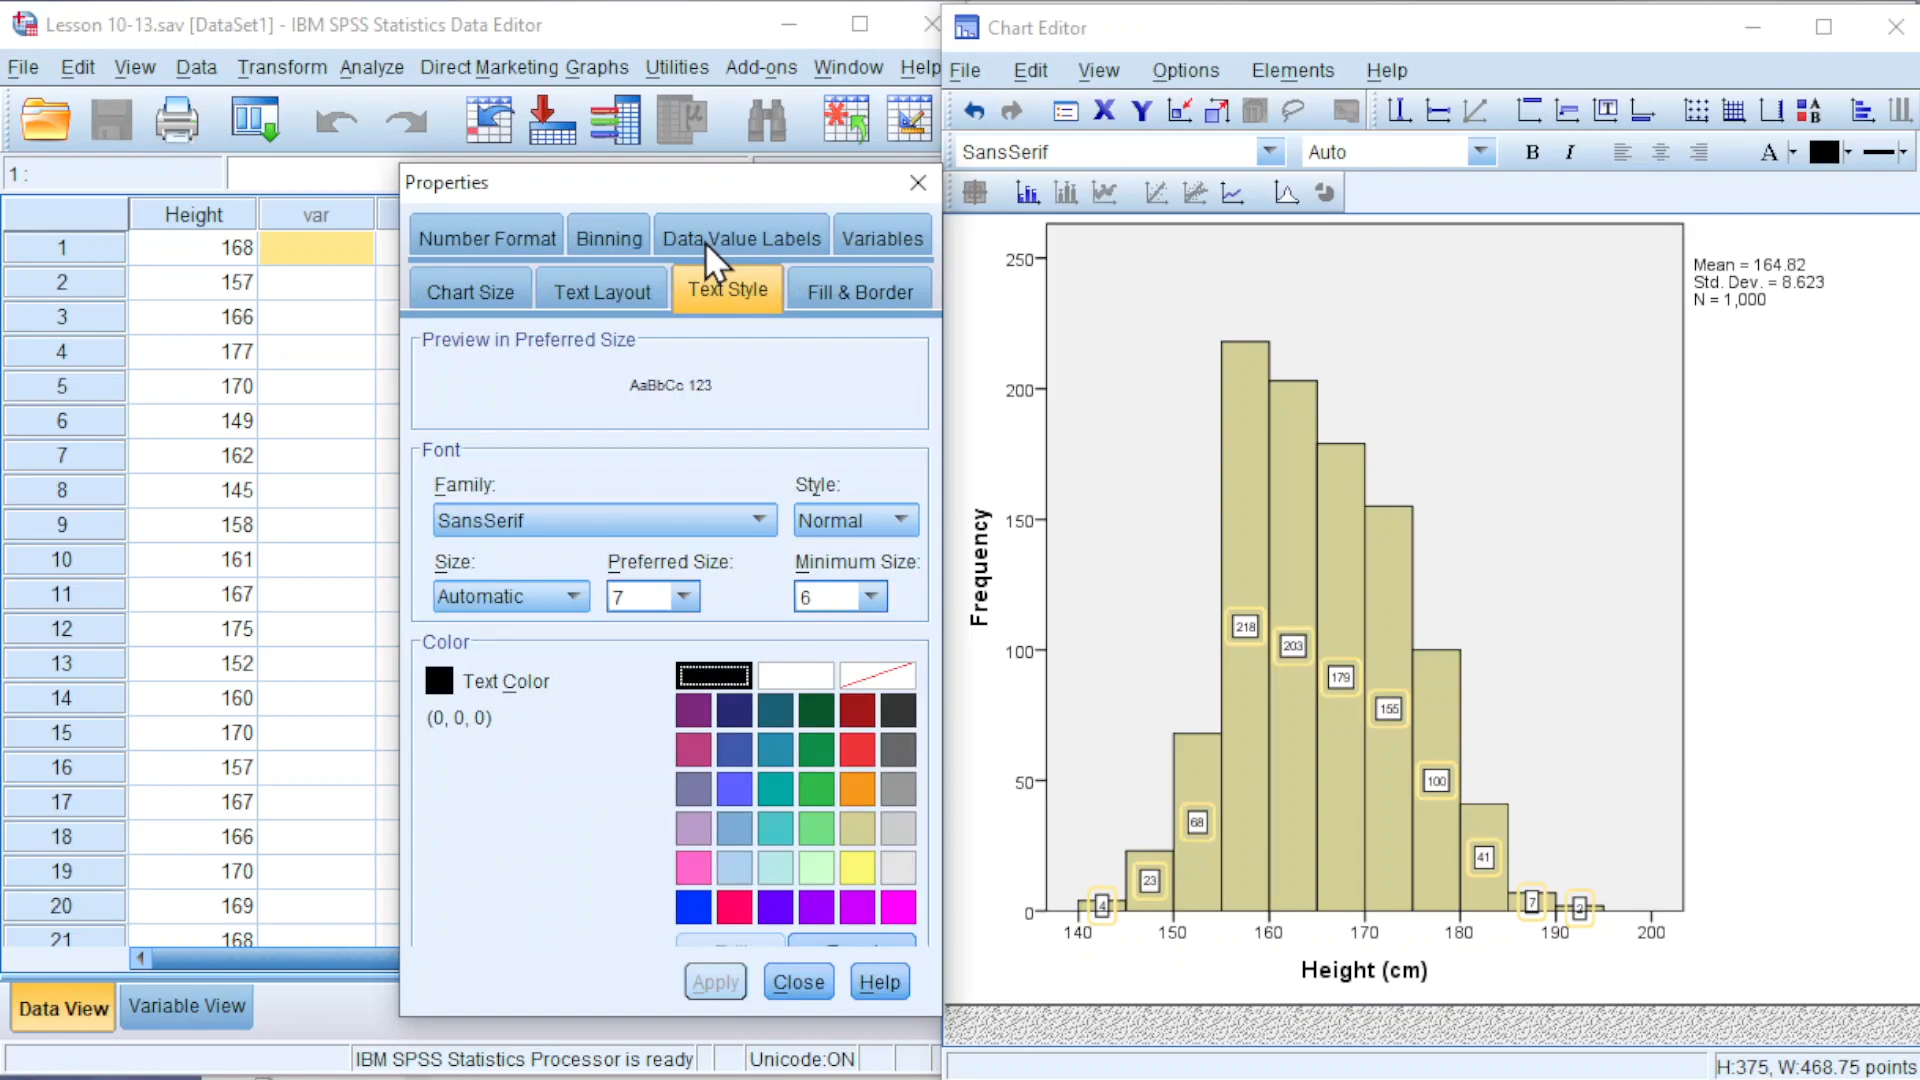 Lesson 10-13.sav [DataSet1] - IBM SPSS Statistics Data Editor
File Edit View Data Transform Analyze Direct Marketing Graphs Utilities Add-ons Window Help
1 :
Height var
1 168
2 157
3 166
4 177
5 170
6 149
7 162
8 145
9 158
10 161
11 167
12 175
13 152
14 160
15 170
16 157
17 167
18 166
19 170
20 169
21 168
Data View Variable View
IBM SPSS Statistics Processor is ready Unicode:ON
Properties
Number Format Binning Data Value Labels Variables
Chart Size Text Layout Text Style Fill & Border
Preview in Preferred Size
AaBbCc 123
Font
Family: Style:
SansSerif Normal
Size: Preferred Size: Minimum Size:
Automatic 7 6
Color
Text Color
(0, 0, 0)
Apply Close Help
Chart Editor
File Edit View Options Elements Help
SansSerif Auto B I A
Mean = 164.82
Std. Dev. = 8.623
N = 1,000
250
200
150
100
50
0
Frequency
4 23 68 218 203 179 155 100 41 7 2
140 150 160 170 180 190 200
Height (cm)
H:375, W:468.75 points